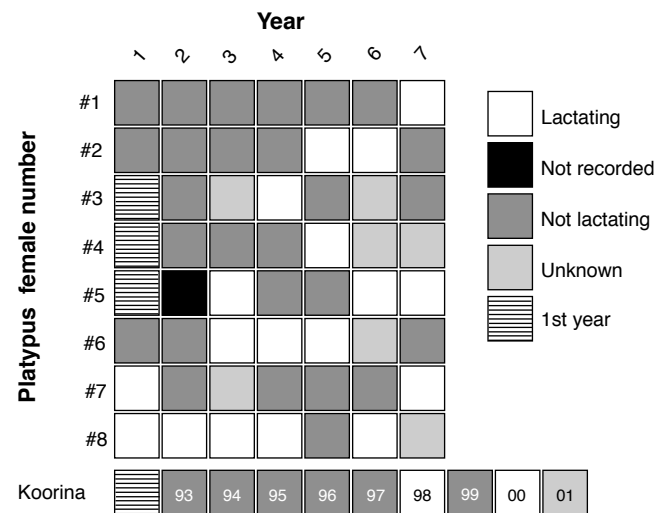 Year
1 2 3 4 5 6 7
Platypus female number
#1
#2
#3
#4
#5
#6
#7
#8
Koorina 93 94 95 96 97 98 99 00 01
Lactating
Not recorded
Not lactating
Unknown
1st year